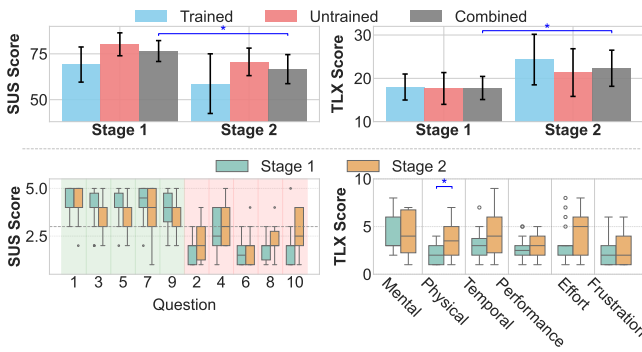 Trained Untrained Combined
SUS Score
75
50
*
Stage 1 Stage 2
TLX Score
30
20
10
*
Stage 1 Stage 2
Stage 1 Stage 2
SUS Score
5.0
2.5
1 3 5 7 9 2 4 6 8 10
Question
TLX Score
10
5
0
*
Mental
Physical
Temporal
Performance
Effort
Frustration